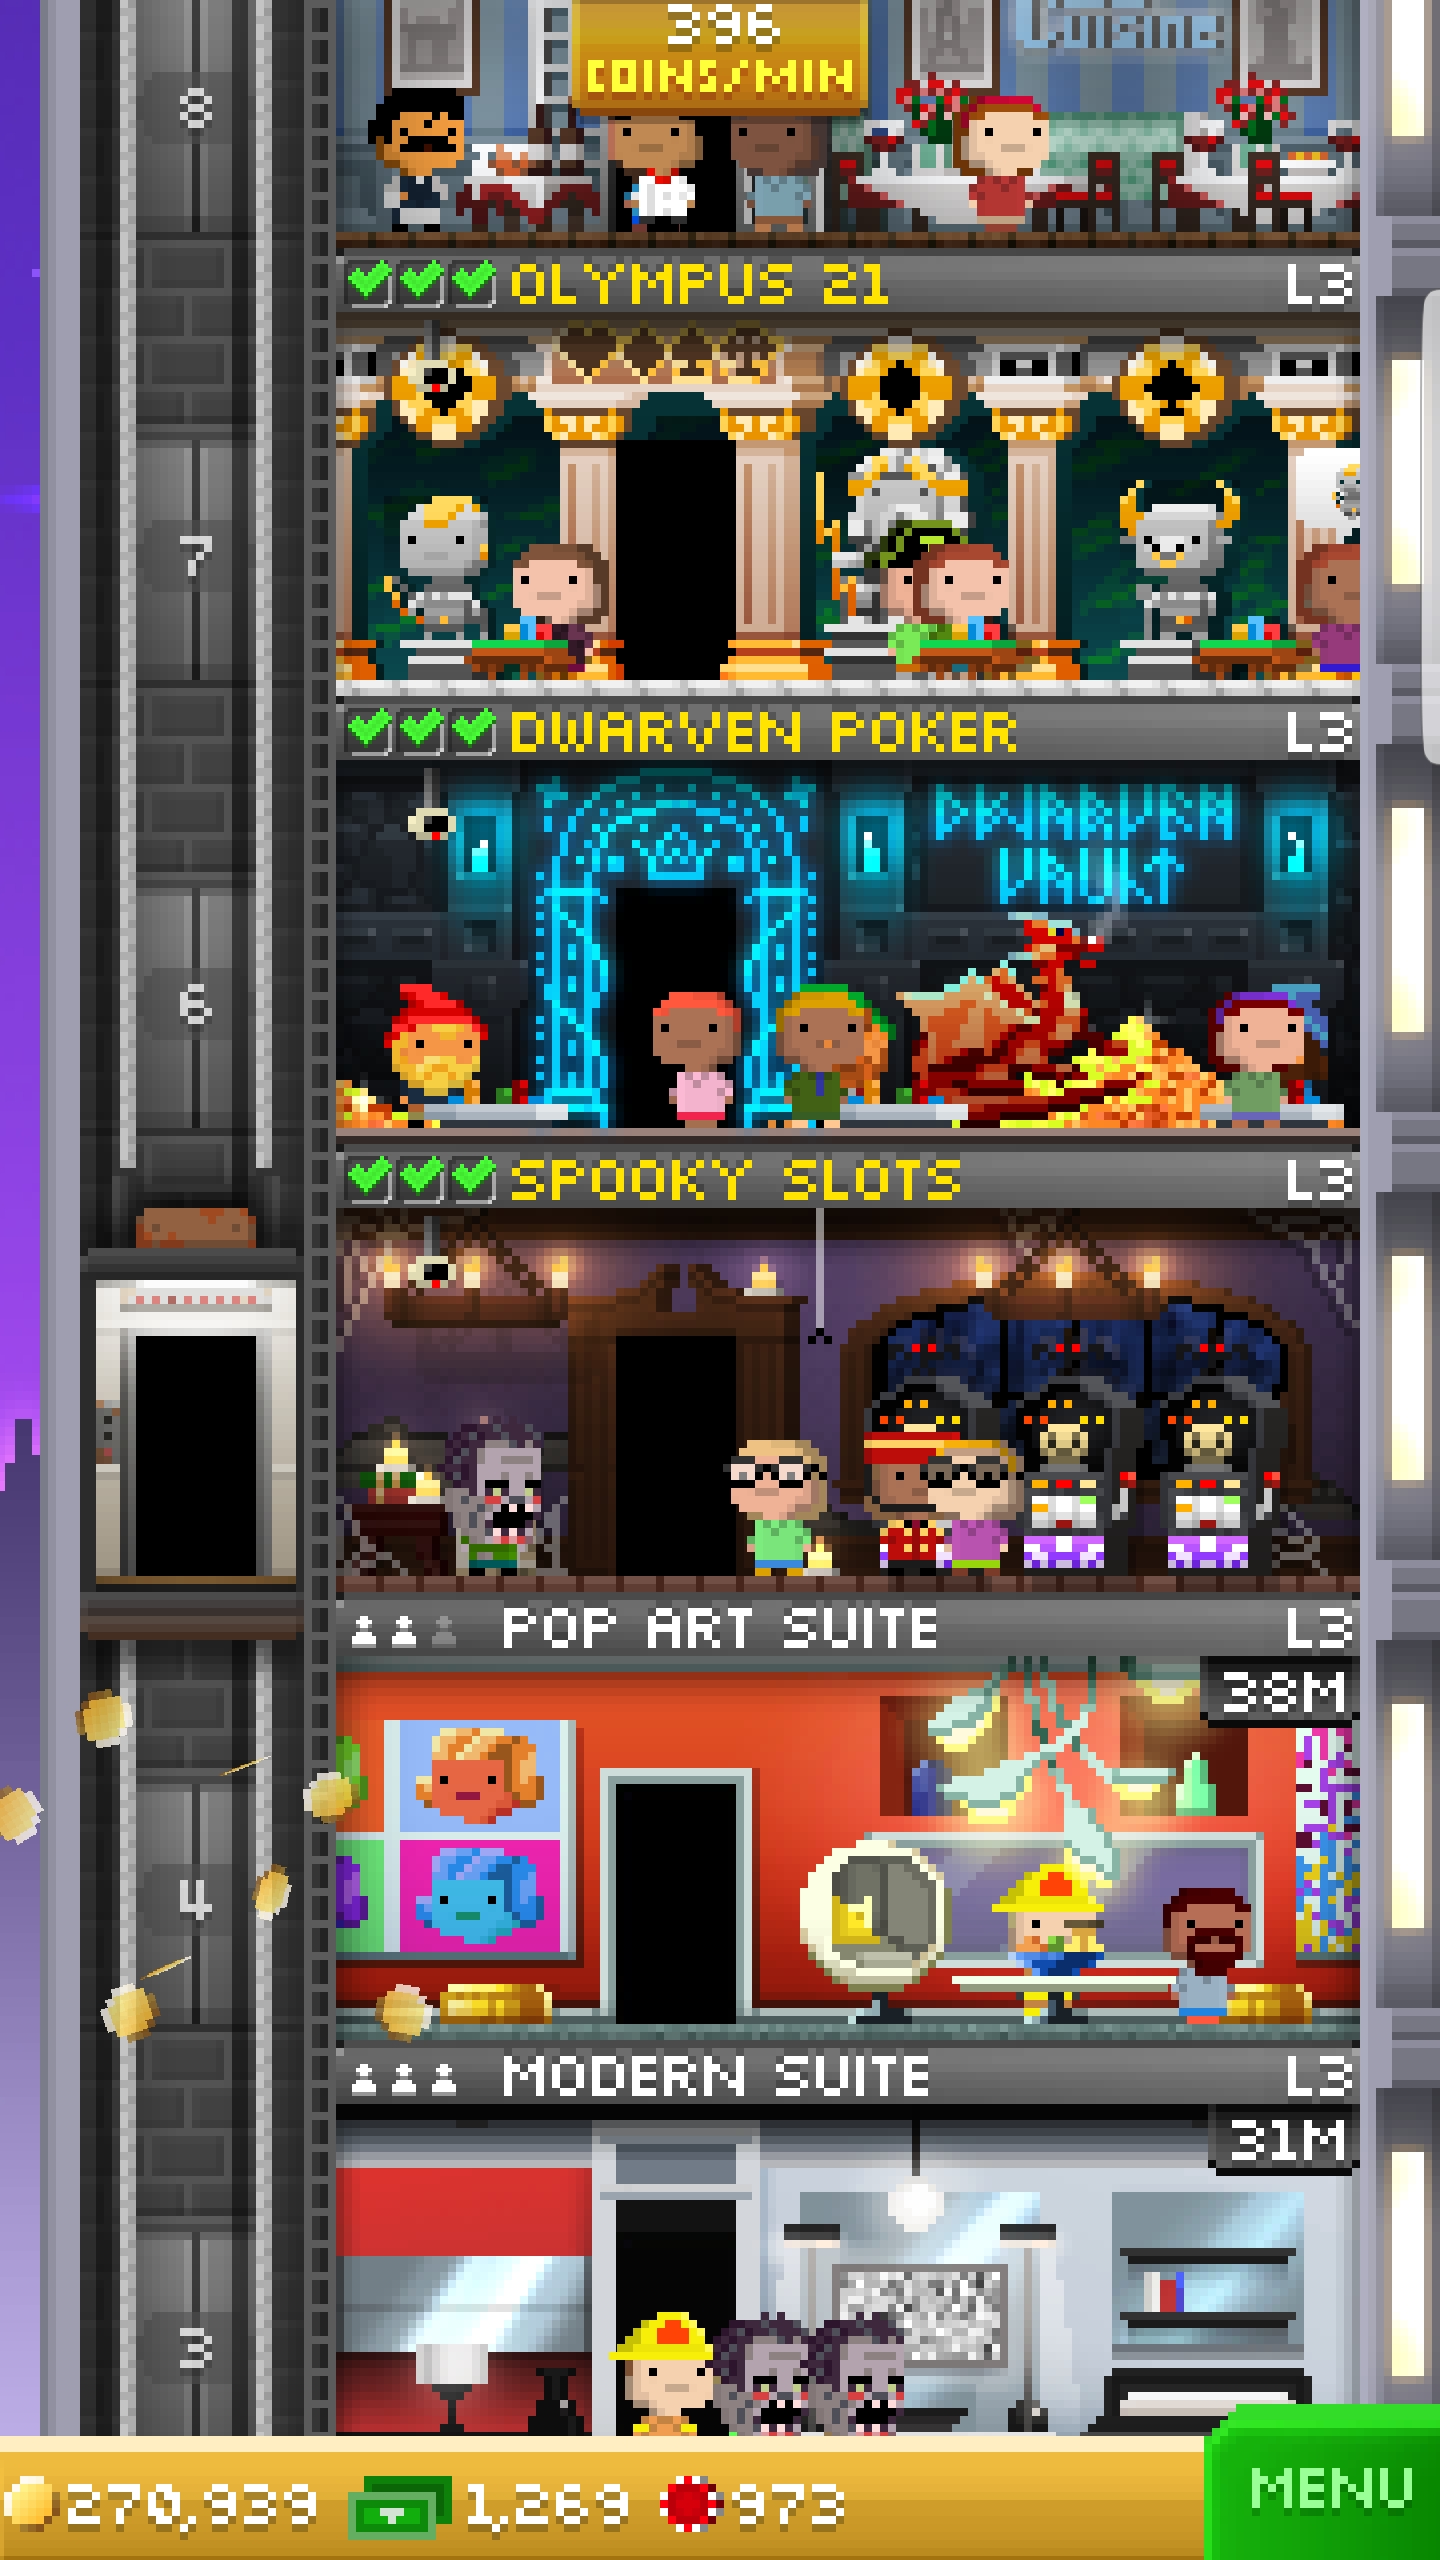 396
COINS/MIN
Cuisine
8
OLYMPUS 21 L3
7
DWARVEN POKER L3
DWARVEN
VAULT
6
SPOOKY SLOTS L3
POP ART SUITE L3
38M
4
MODERN SUITE L3
31M
3
270,939 1,269 973
MENU